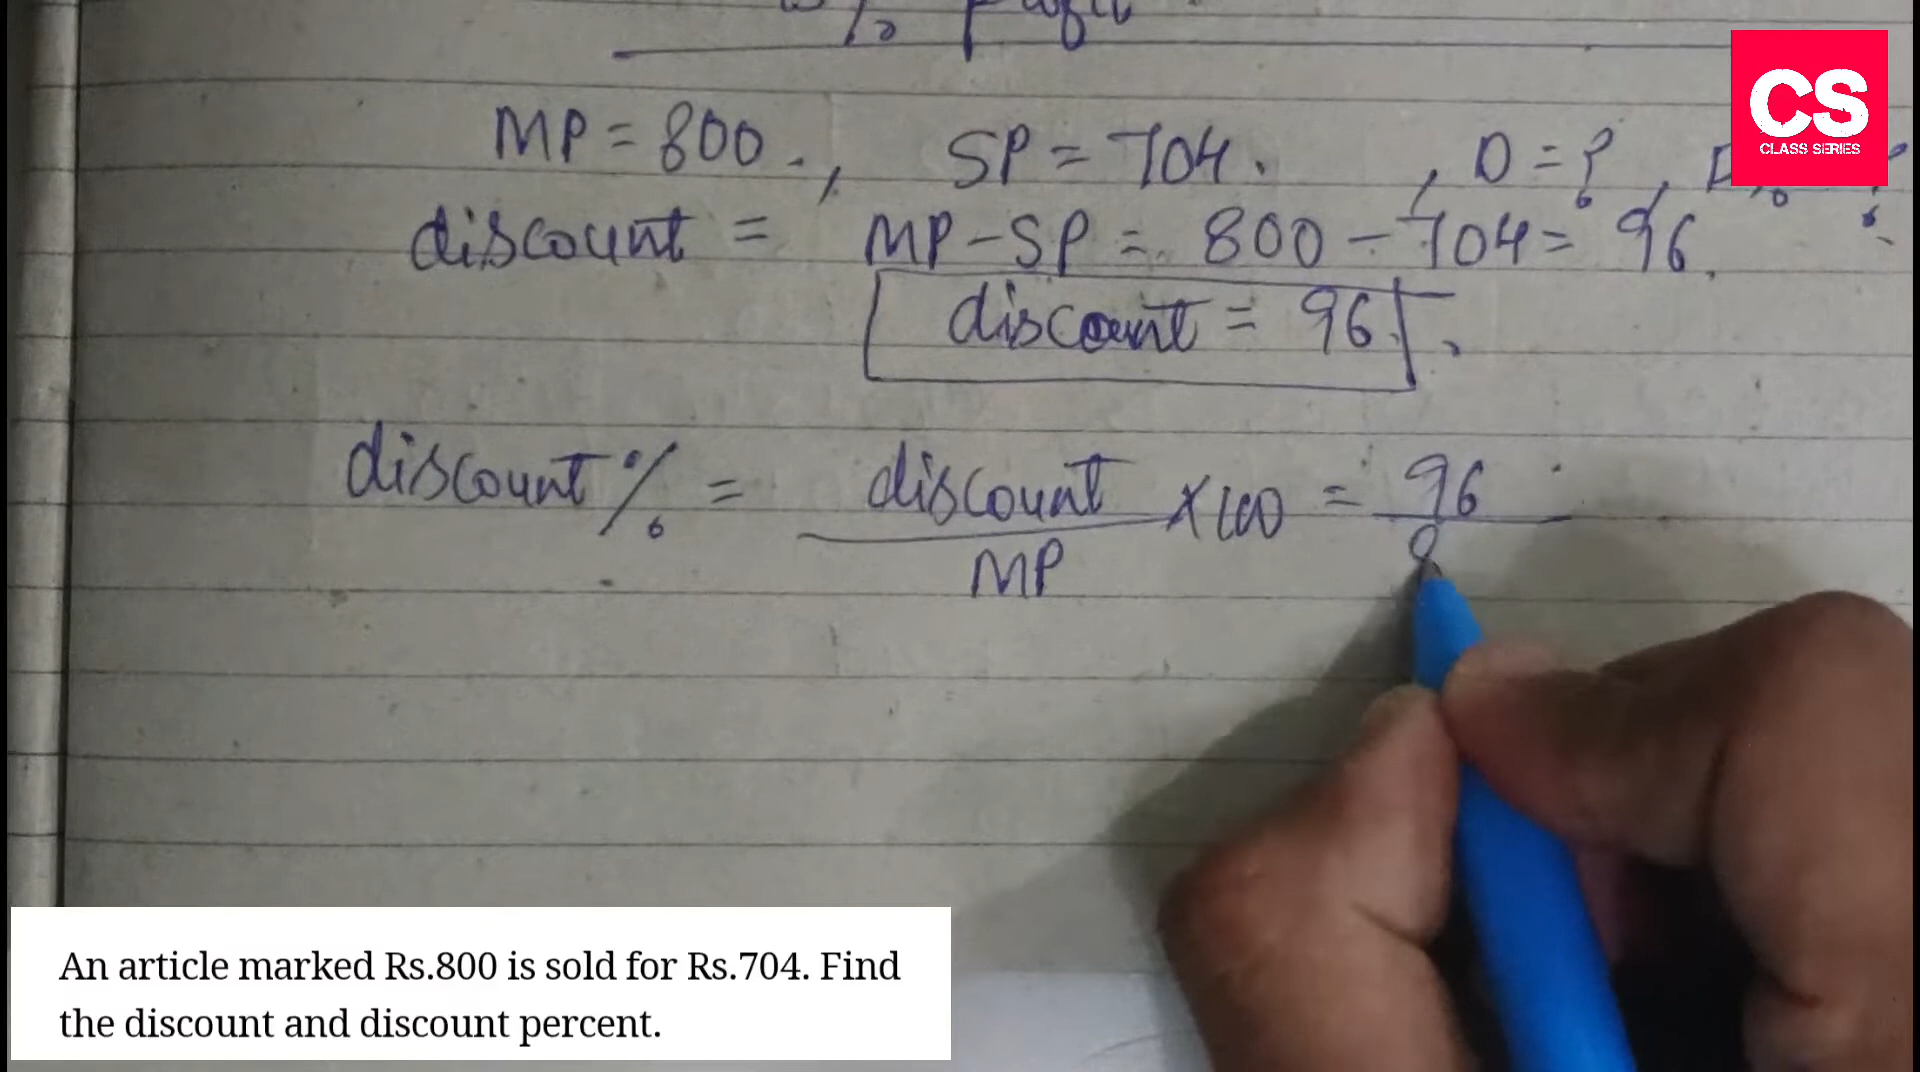 % profit
CS
CLASS SERIES
MP = 800 . , SP = 704 . , D = ? ,
discount = MP - SP = 800 - 704 = 96 .
discount = 96 .
discount % = discount / MP × 100 = 96 / 8
An article marked Rs.800 is sold for Rs.704. Find
the discount and discount percent.